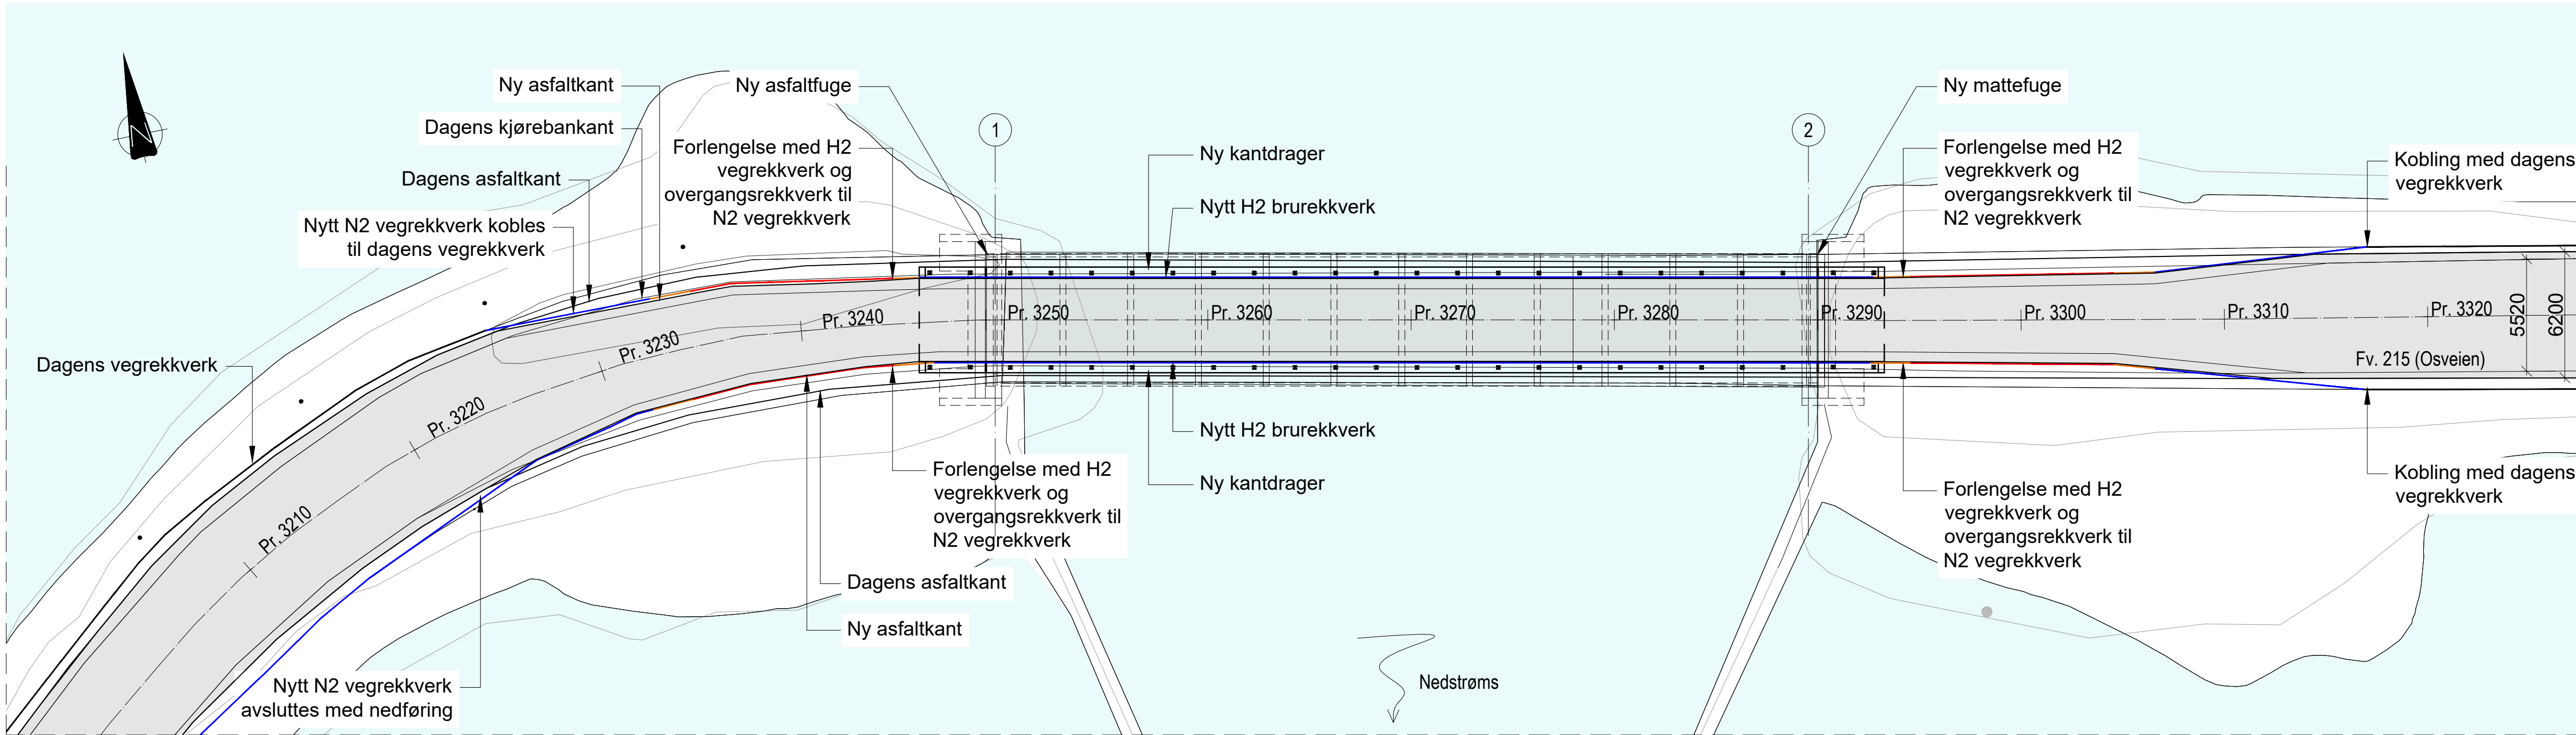 N
Ny asfaltkant
Dagens kjørebankant
Dagens asfaltkant
Nytt N2 vegrekkverk kobles
til dagens vegrekkverk
Dagens vegrekkverk
Ny asfaltfuge
Forlengelse med H2
vegrekkverk og
overgangsrekkverk til
N2 vegrekkverk
1
Ny kantdrager
Nytt H2 brurekkverk
2
Ny mattefuge
Forlengelse med H2
vegrekkverk og
overgangsrekkverk til
N2 vegrekkverk
Kobling med dagens
vegrekkverk
Pr. 3210
Pr. 3220
Pr. 3230
Pr. 3240
Pr. 3250
Pr. 3260
Pr. 3270
Pr. 3280
Pr. 3290
Pr. 3300
Pr. 3310
Pr. 3320
5520
6200
Fv. 215 (Osveien)
Nytt H2 brurekkverk
Ny kantdrager
Forlengelse med H2
vegrekkverk og
overgangsrekkverk til
N2 vegrekkverk
Dagens asfaltkant
Ny asfaltkant
Nytt N2 vegrekkverk
avsluttes med nedføring
Nedstrøms
Forlengelse med H2
vegrekkverk og
overgangsrekkverk til
N2 vegrekkverk
Kobling med dagens
vegrekkverk